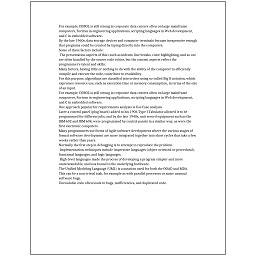 For example COBOL is still strong in corporate data centers often on large mainframe
computers, Fortran in engineering applications, scripting languages in Web development,
and C in embedded software.
By the late 1960s, data storage devices and computer terminals became inexpensive enough
that programs could be created by typing directly into the computers.
Some of these factors include:
The presentation aspects of this (such as indents, line breaks, color highlighting, and so on)
are often handled by the source code editor, but the content aspects reflect the
programmer's talent and skills.
Many factors, having little or nothing to do with the ability of the computer to efficiently
compile and execute the code, contribute to readability.
For this purpose, algorithms are classified into orders using so-called Big O notation, which
expresses resource use, such as execution time or memory consumption, in terms of the size
of an input.
For example COBOL is still strong in corporate data centers often on large mainframe
computers, Fortran in engineering applications, scripting languages in Web development,
and C in embedded software.
One approach popular for requirements analysis is Use Case analysis.
Later a control panel (plug board) added to his 1906 Type I Tabulator allowed it to be
programmed for different jobs, and by the late 1940s, unit record equipment such as the
IBM 602 and IBM 604, were programmed by control panels in a similar way, as were the
first electronic computers.
Many programmers use forms of Agile software development where the various stages of
formal software development are more integrated together into short cycles that take a few
weeks rather than years.
Normally the first step in debugging is to attempt to reproduce the problem.
Implementation techniques include imperative languages (object-oriented or procedural),
functional languages, and logic languages.
High-level languages made the process of developing a program simpler and more
understandable, and less bound to the underlying hardware.
The Unified Modeling Language (UML) is a notation used for both the OOAD and MDA.
This can be a non-trivial task, for example as with parallel processes or some unusual
software bugs.
Unreadable code often leads to bugs, inefficiencies, and duplicated code.